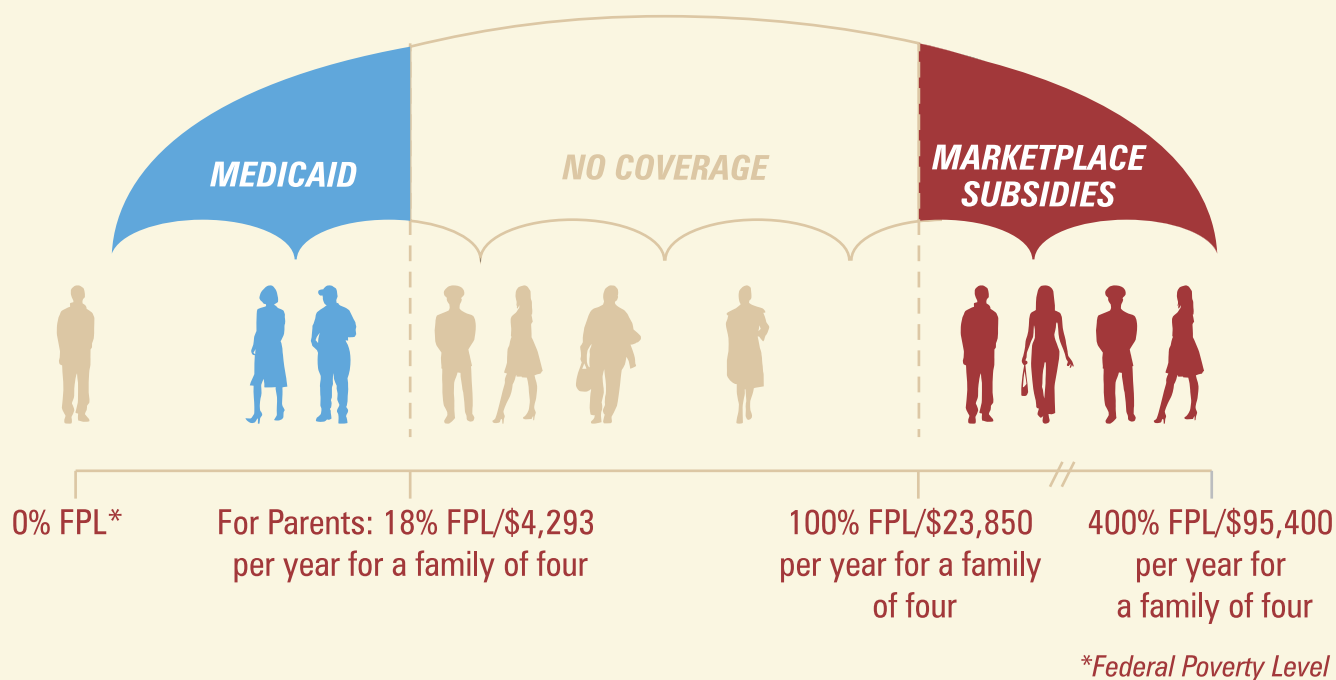 MEDICAID
NO COVERAGE
MARKETPLACE
SUBSIDIES
0% FPL*
For Parents: 18% FPL/$4,293
per year for a family of four
100% FPL/$23,850
per year for a family
of four
400% FPL/$95,400
per year for
a family of four
*Federal Poverty Level